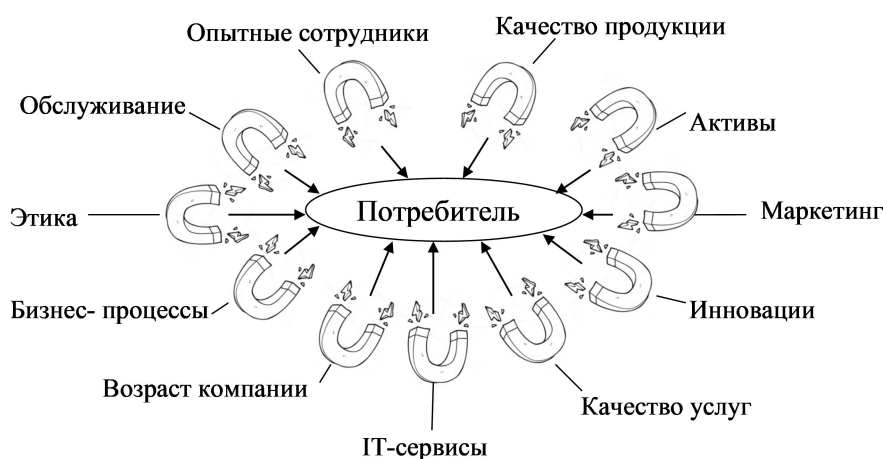 Качество продукции
Опытные сотрудники
Обслуживание
Активы
Потребитель
Этика
Маркетинг
Бизнес- процессы
Инновации
Возраст компании
Качество услуг
IT-сервисы